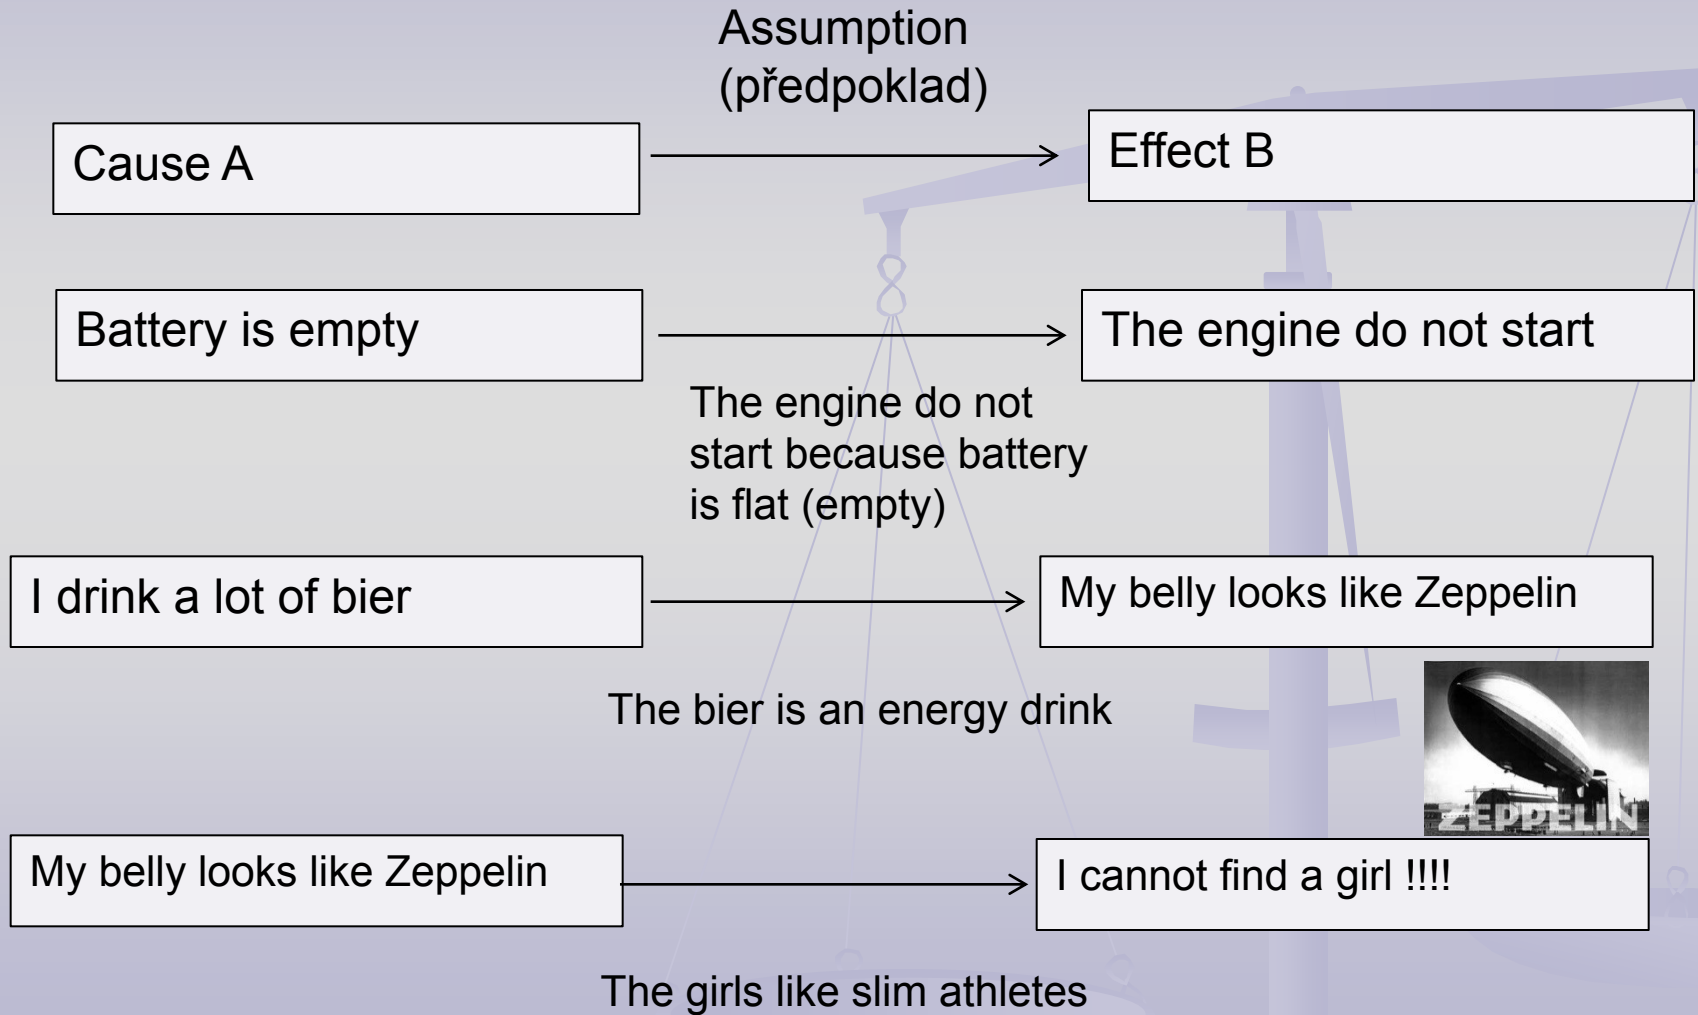 Assumption
(předpoklad)
Cause A
Effect B
Battery is empty
The engine do not start
The engine do not
start because battery
is flat (empty)
I drink a lot of bier
My belly looks like Zeppelin
The bier is an energy drink
ZEPPELIN
My belly looks like Zeppelin
I cannot find a girl !!!!
The girls like slim athletes